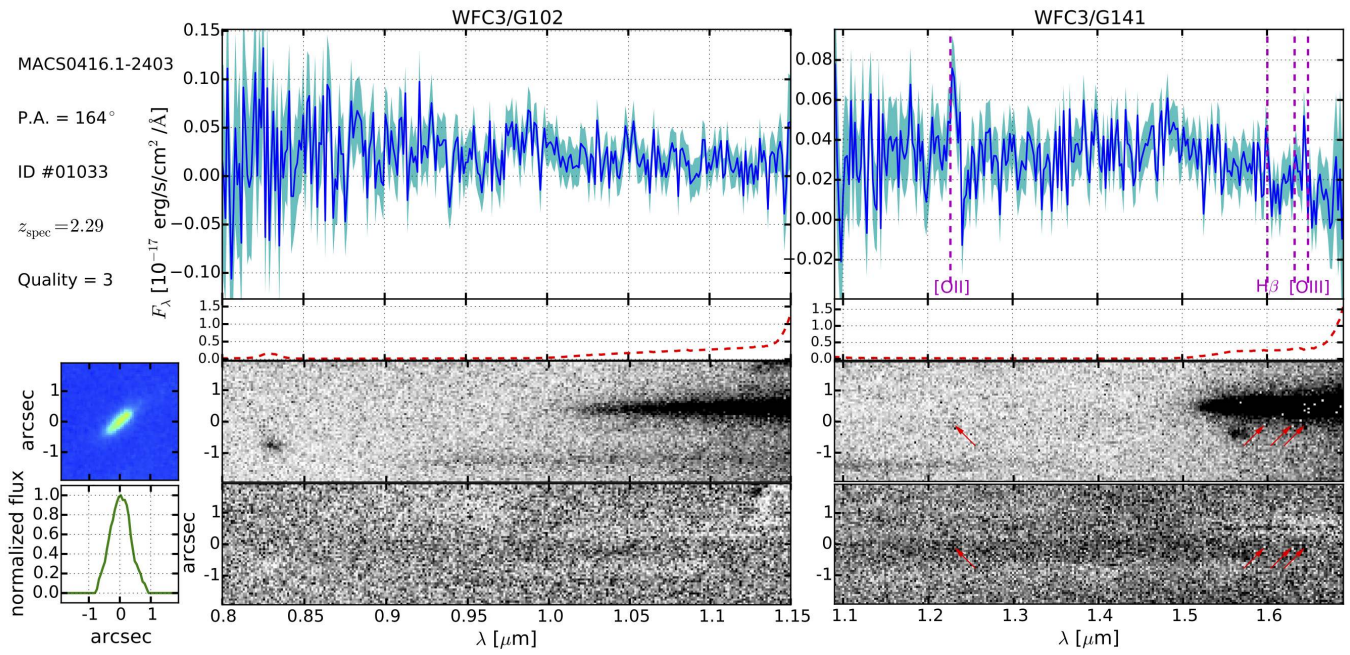 WFC3/G102
WFC3/G141
MACS0416.1-2403
P.A. = 164°
ID #01033
z_spec = 2.29
Quality = 3
F_λ [10⁻¹⁷ erg/s/cm² /Å]
0.15
0.10
0.05
0.00
−0.05
−0.10
0.08
0.06
0.04
0.02
0.00
−0.02
[OII]
Hβ
[OIII]
1.5
1.0
0.5
0.0
1.5
1.0
0.5
0.0
arcsec
1
0
-1
1
0
-1
1
0
-1
normalized flux
1.0
0.8
0.6
0.4
0.2
0.0
-1 0 1
arcsec
arcsec
1
0
-1
1
0
-1
0.8 0.85 0.9 0.95 1.0 1.05 1.1 1.15
λ [μm]
1.1 1.2 1.3 1.4 1.5 1.6
λ [μm]